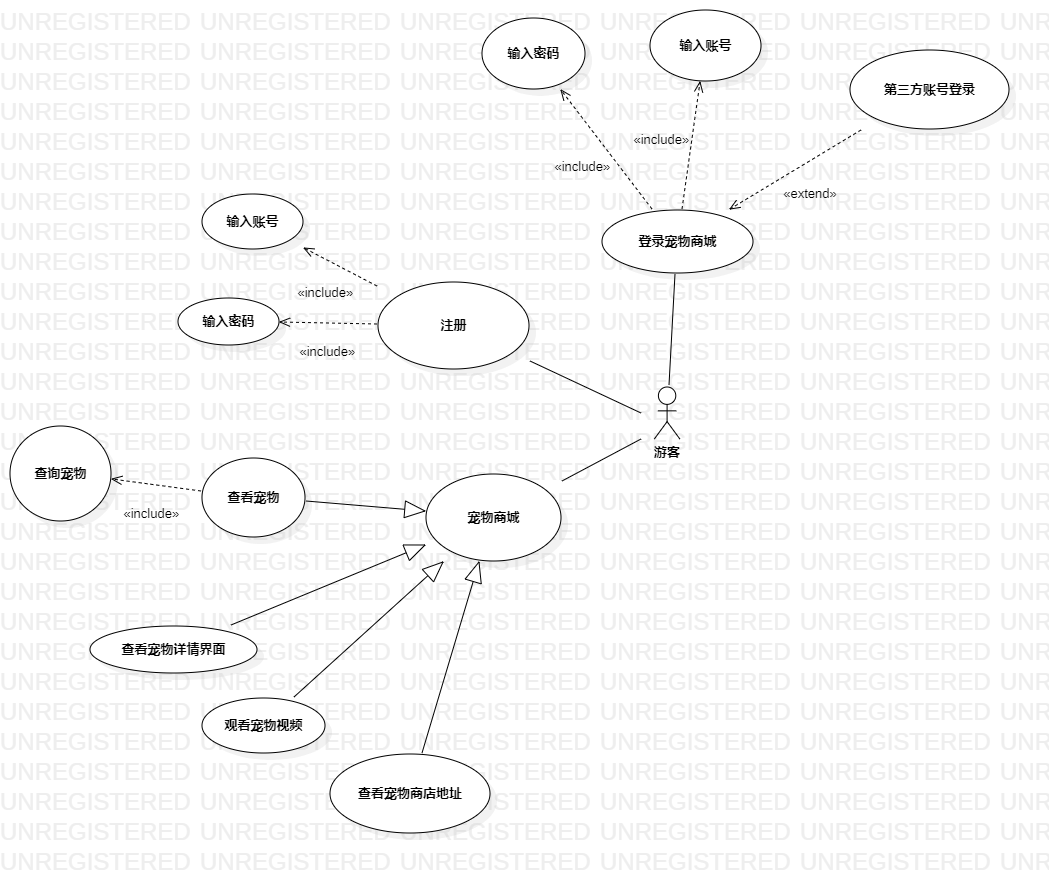 输入密码
输入账号
第三方账号登录
«include»
«include»
«extend»
输入账号
登录宠物商城
«include»
输入密码
注册
«include»
游客
查询宠物
查看宠物
«include»
宠物商城
查看宠物详情界面
观看宠物视频
查看宠物商店地址
UNREGISTERED